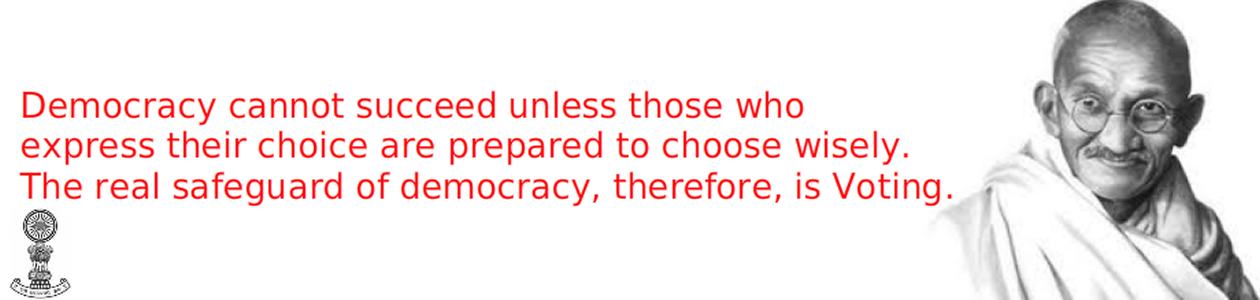 Democracy cannot succeed unless those who
express their choice are prepared to choose wisely.
The real safeguard of democracy, therefore, is Voting.